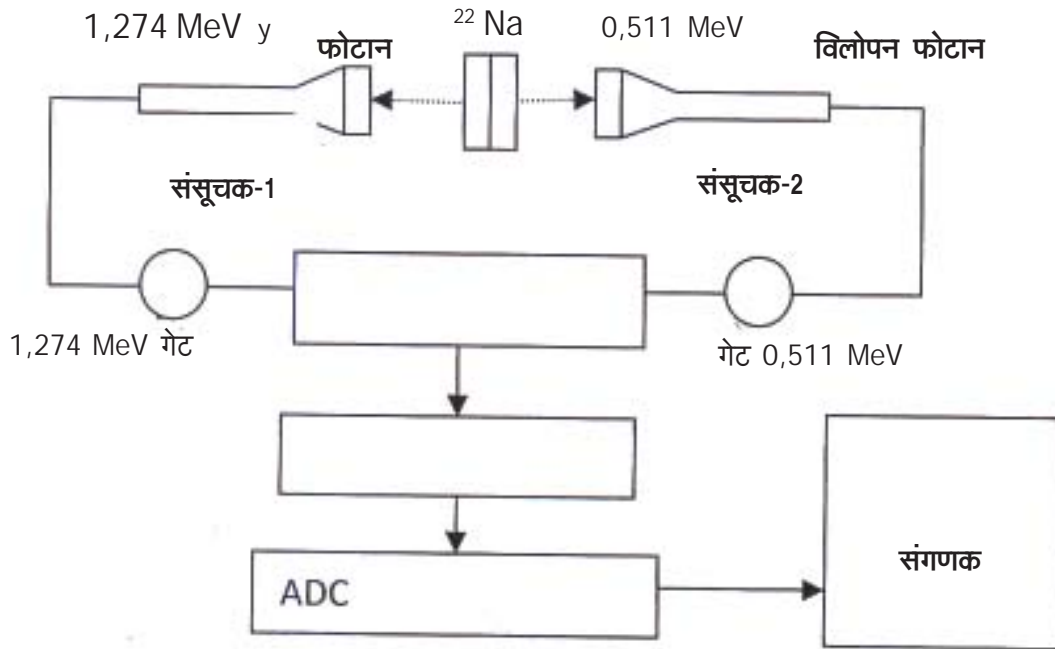 1,274 MeV y
फोटान
²² Na
0,511 MeV
विलोपन फोटान
संसूचक-1
संसूचक-2
1,274 MeV गेट
गेट 0,511 MeV
ADC
संगणक